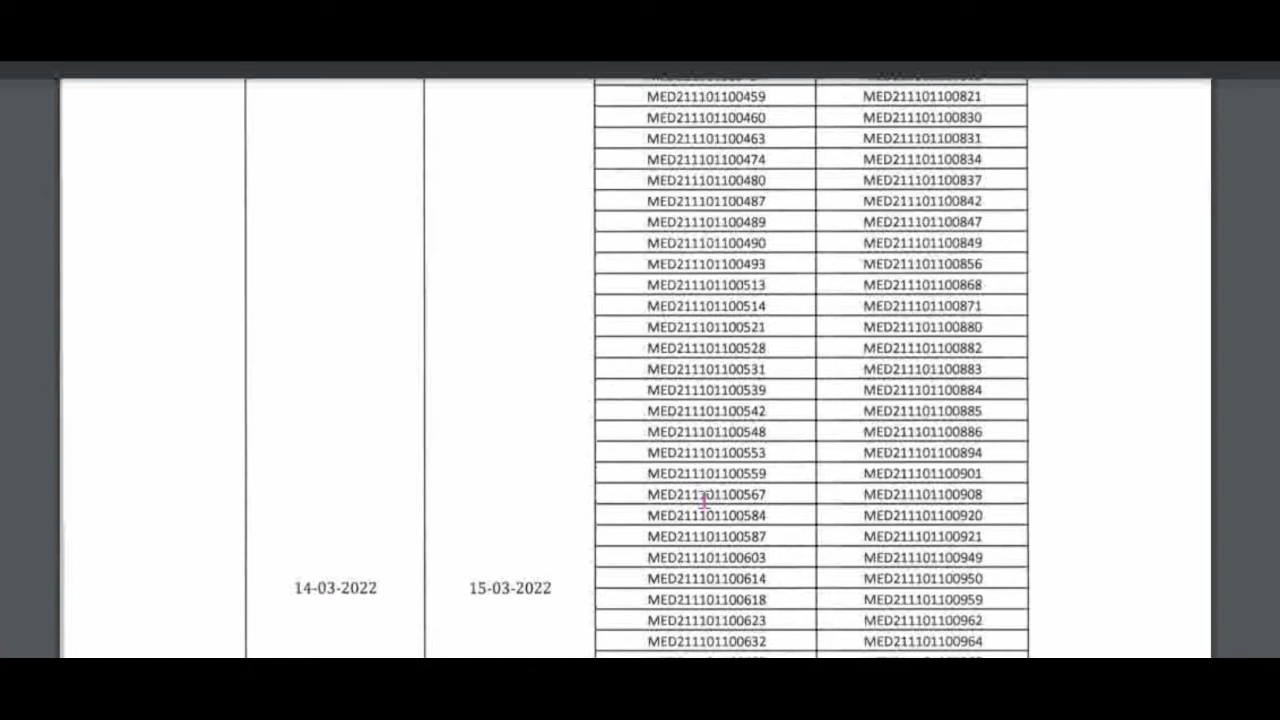 MED211101100459 MED211101100821
MED211101100460 MED211101100830
MED211101100463 MED211101100831
MED211101100474 MED211101100834
MED211101100480 MED211101100837
MED211101100487 MED211101100842
MED211101100489 MED211101100847
MED211101100490 MED211101100849
MED211101100493 MED211101100856
MED211101100513 MED211101100868
MED211101100514 MED211101100871
MED211101100521 MED211101100880
MED211101100528 MED211101100882
MED211101100531 MED211101100883
MED211101100539 MED211101100884
MED211101100542 MED211101100885
MED211101100548 MED211101100886
MED211101100553 MED211101100894
MED211101100559 MED211101100901
MED211101100567 MED211101100908
MED211101100584 MED211101100920
MED211101100587 MED211101100921
MED211101100603 MED211101100949
14-03-2022 15-03-2022 MED211101100614 MED211101100950
MED211101100618 MED211101100959
MED211101100623 MED211101100962
MED211101100632 MED211101100964